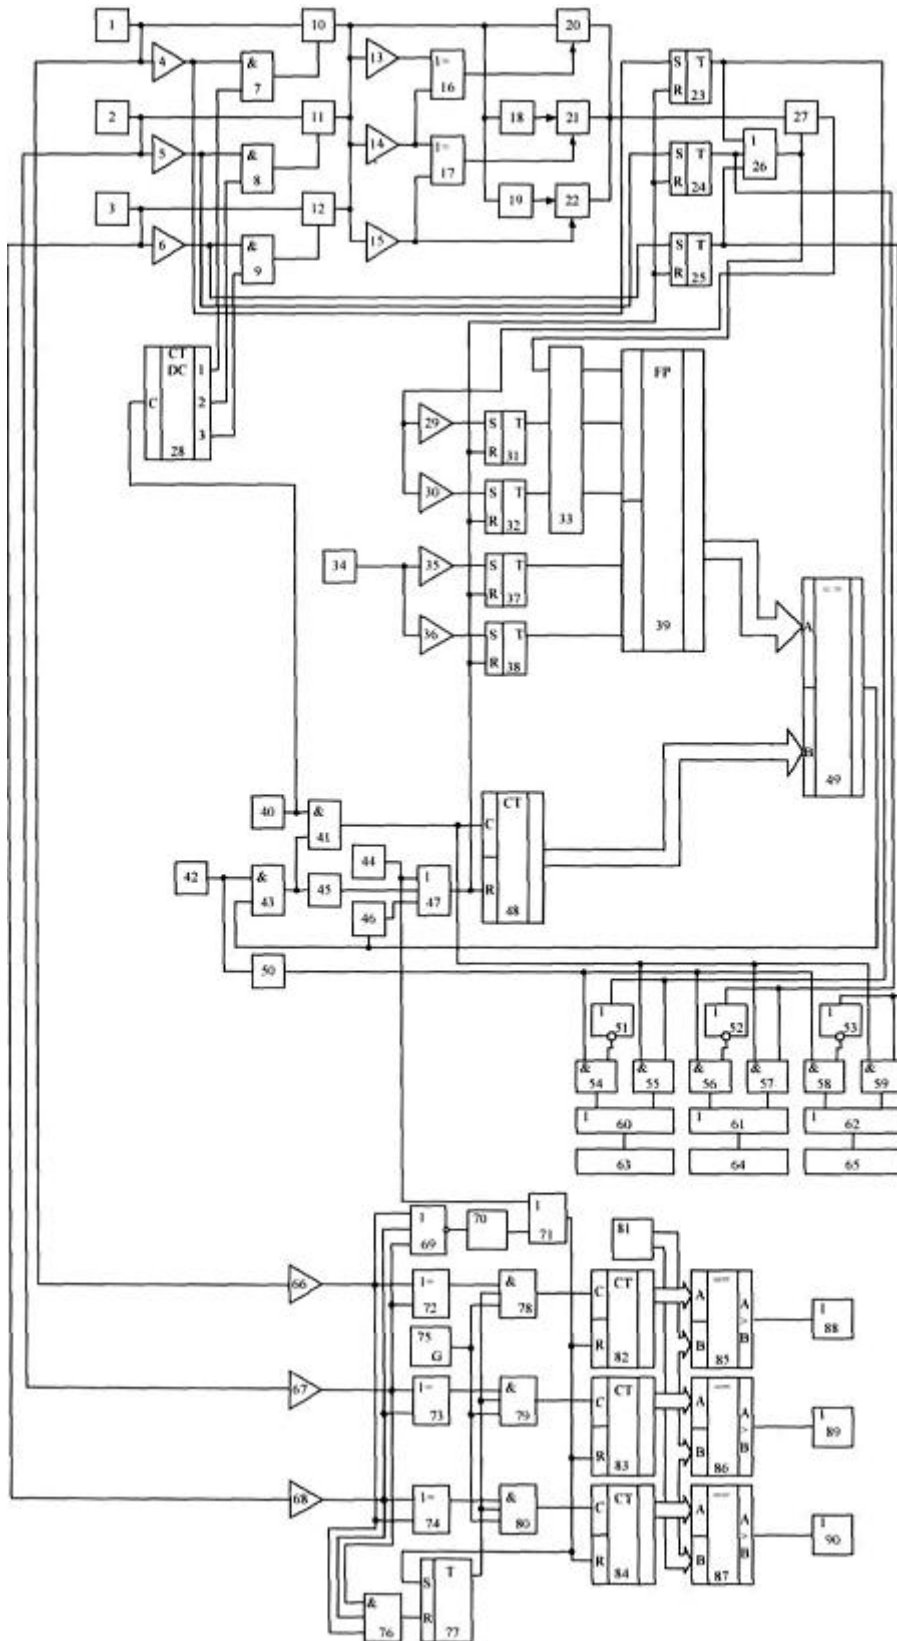 1 10 20
4 & 7 13 1= 16 S T R 23
2 11 18 21 27
5 & 8 14 1= 17 S T R 24 1 26
3 12 19 22
6 & 9 15 S T R 25
CT DC C 1 2 3 28
FP 39
29 S T R 31
30 S T R 32 33
34 35 S T R 37
36 S T R 38
A == B 49
40 & 41 C CT R 48
42 & 43 45 44 1 47
46
50
1 51 1 52 1 53
& 54 & 55 & 56 & 57 & 58 & 59
1 60 1 61 1 62
63 64 65
1 69 70 1 71 81
66 1= 72 & 78 C CT R 82 A == B A > B 85 1 88
75 G
67 1= 73 & 79 C CT R 83 A == B A > B 86 1 89
68 1= 74 & 80 C CT R 84 A == B A > B 87 1 90
& 76 S T R 77